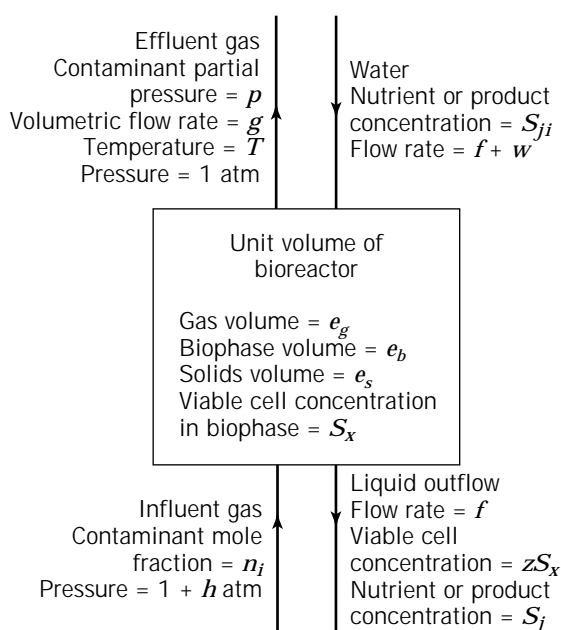 Effluent gas
Contaminant partial
pressure = p
Volumetric flow rate = g
Temperature = T
Pressure = 1 atm
Water
Nutrient or product
concentration = Sji
Flow rate = f + w
Unit volume of
bioreactor
Gas volume = eg
Biophase volume = eb
Solids volume = es
Viable cell concentration
in biophase = Sx
Influent gas
Contaminant mole
fraction = ni
Pressure = 1 + h atm
Liquid outflow
Flow rate = f
Viable cell
concentration = zSx
Nutrient or product
concentration = Sj